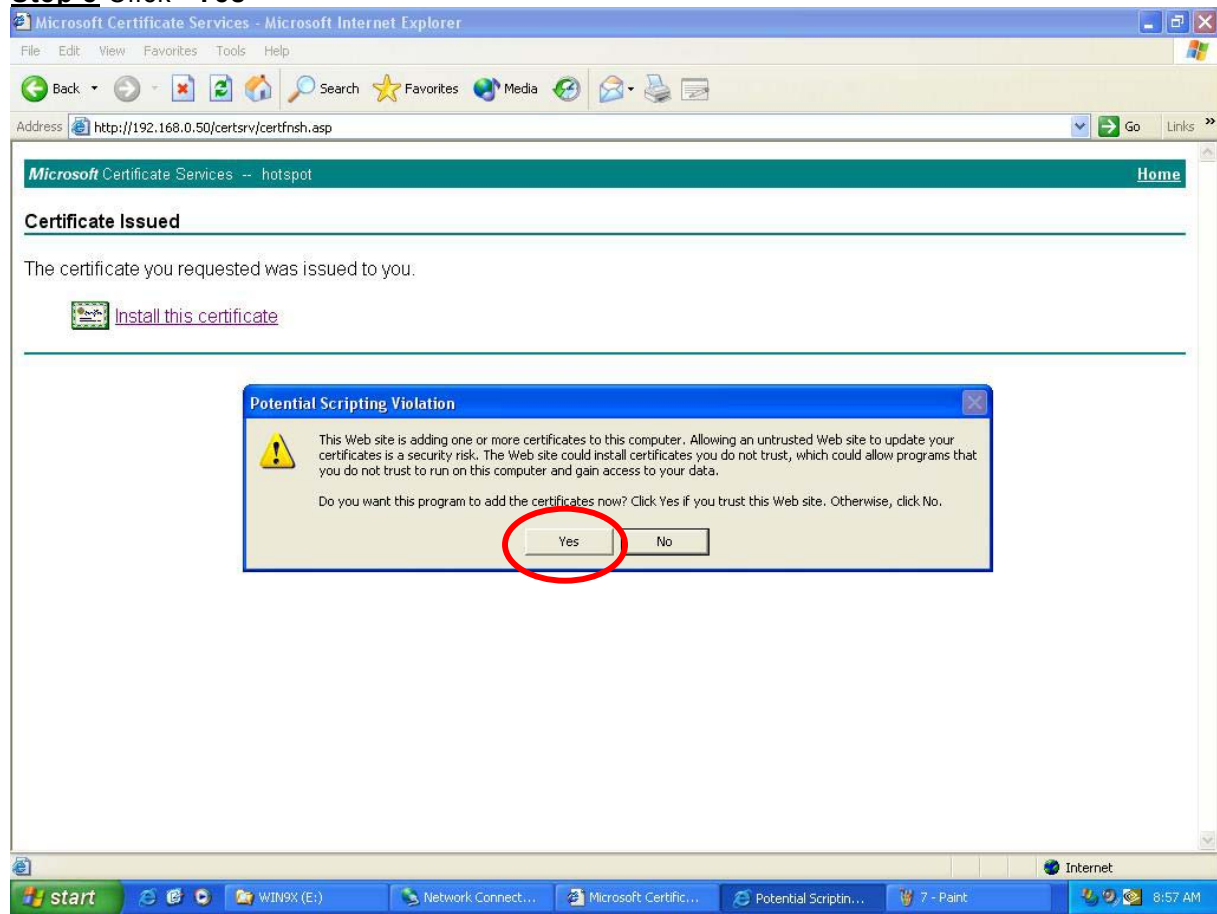 Microsoft Certificate Services - Microsoft Internet Explorer
File Edit View Favorites Tools Help
Back Search Favorites Media
Address http://192.168.0.50/certsrv/certfnsh.asp Go Links »
Microsoft Certificate Services -- hotspot Home
Certificate Issued
The certificate you requested was issued to you.
Install this certificate
Potential Scripting Violation
This Web site is adding one or more certificates to this computer. Allowing an untrusted Web site to update your
certificates is a security risk. The Web site could install certificates you do not trust, which could allow programs that
you do not trust to run on this computer and gain access to your data.
Do you want this program to add the certificates now? Click Yes if you trust this Web site. Otherwise, click No.
Yes No
Internet
start WIN9X (E:) Network Connect... Microsoft Certific... Potential Scriptin... 7 - Paint 8:57 AM